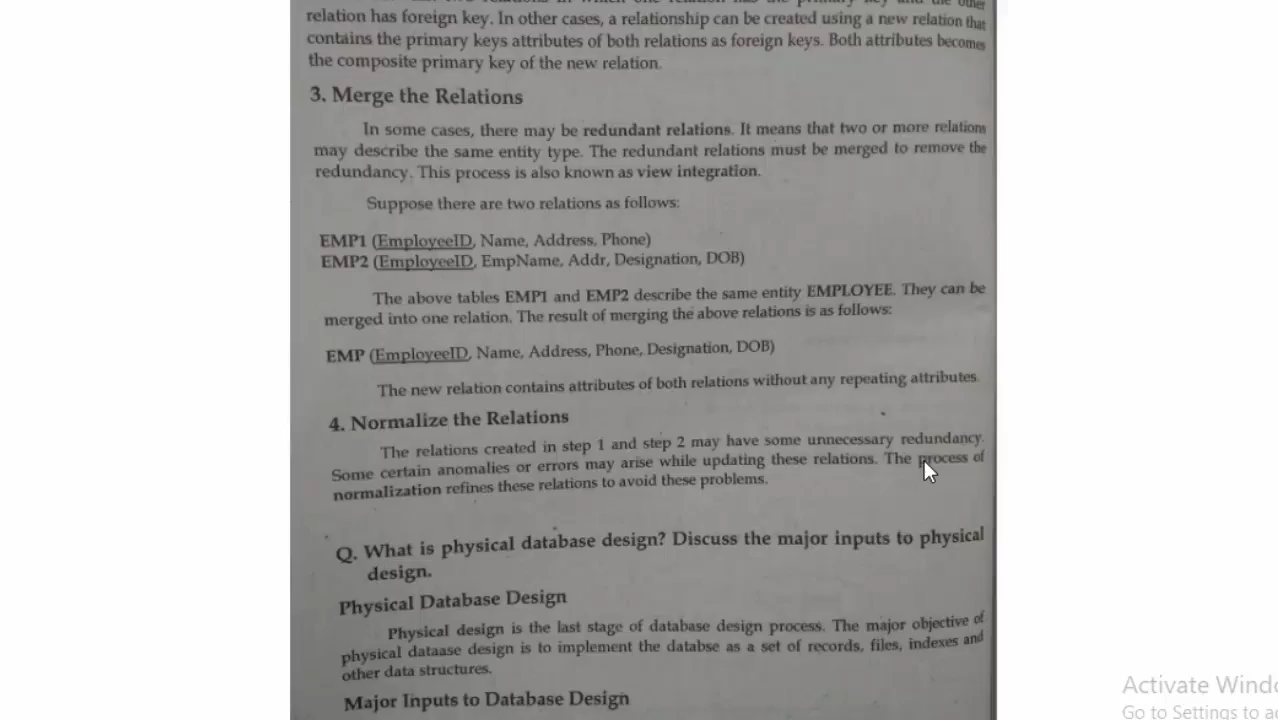 relation has foreign key. In other cases, a relationship can be created using a new relation that
contains the primary keys attributes of both relations as foreign keys. Both attributes becomes
the composite primary key of the new relation.
3. Merge the Relations
In some cases, there may be redundant relations. It means that two or more relations
may describe the same entity type. The redundant relations must be merged to remove the
redundancy. This process is also known as view integration.
Suppose there are two relations as follows:
EMP1 (EmployeeID, Name, Address, Phone)
EMP2 (EmployeeID, EmpName, Addr, Designation, DOB)
The above tables EMP1 and EMP2 describe the same entity EMPLOYEE. They can be
merged into one relation. The result of merging the above relations is as follows:
EMP (EmployeeID, Name, Address, Phone, Designation, DOB)
The new relation contains attributes of both relations without any repeating attributes.
4. Normalize the Relations
The relations created in step 1 and step 2 may have some unnecessary redundancy.
Some certain anomalies or errors may arise while updating these relations. The process of
normalization refines these relations to avoid these problems.
Q. What is physical database design? Discuss the major inputs to physical
design.
Physical Database Design
Physical design is the last stage of database design process. The major objective of
physical dataase design is to implement the databse as a set of records, files, indexes and
other data structures.
Major Inputs to Database Design
Activate Windo
Go to Settings to a